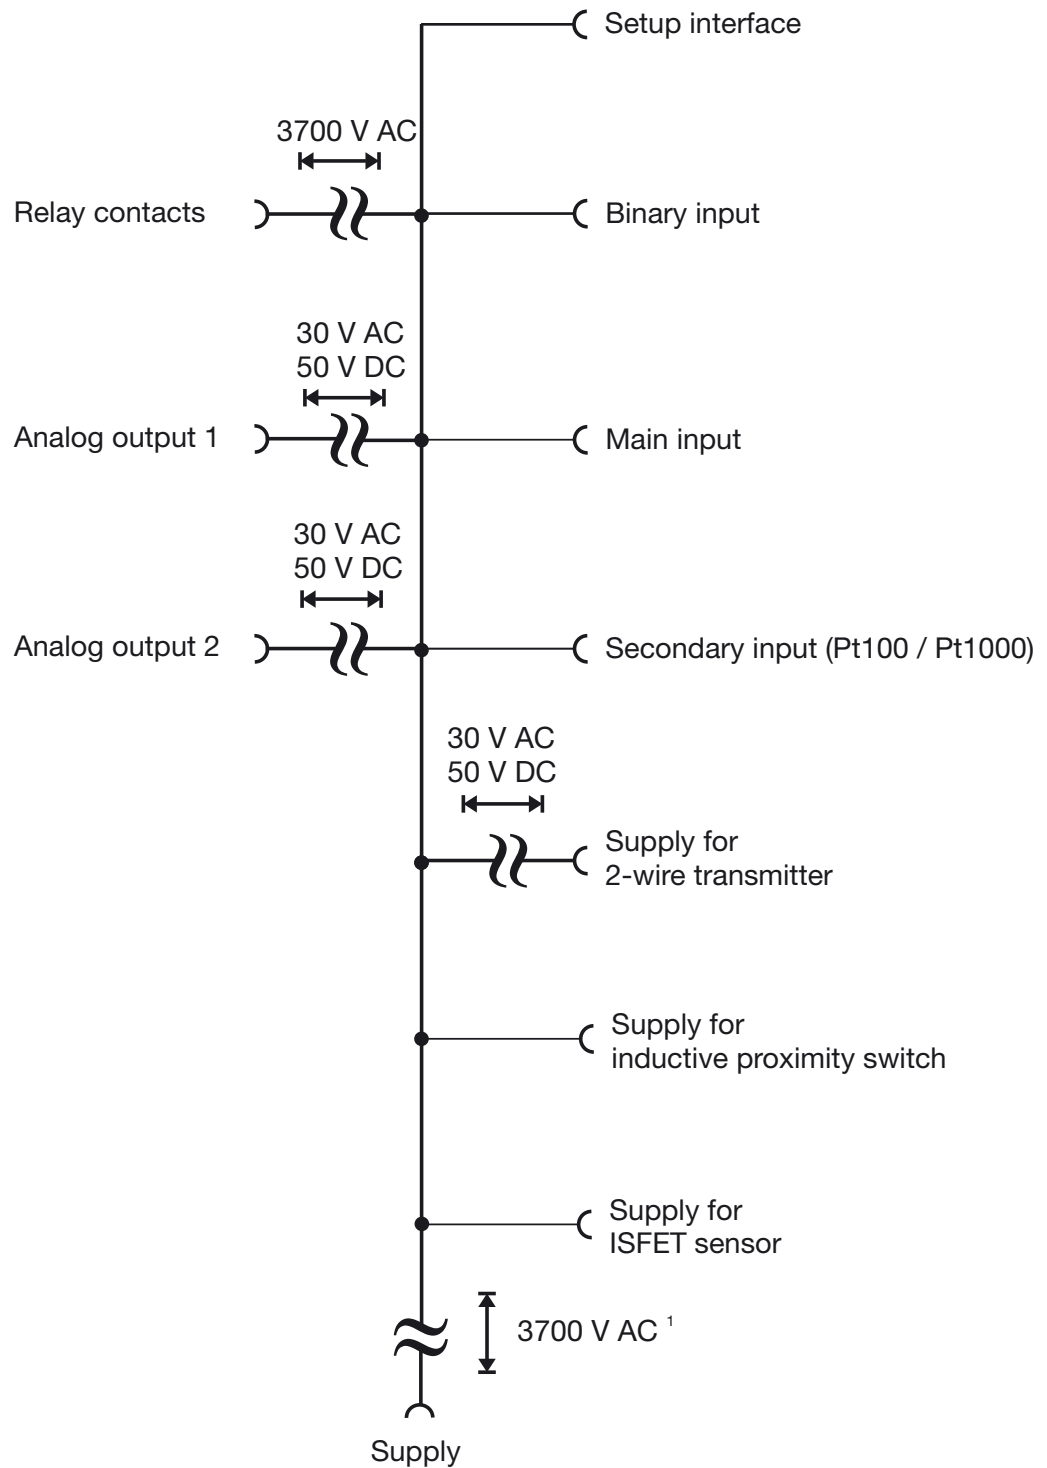 Setup interface
3700 V AC
Relay contacts
Binary input
30 V AC
50 V DC
Analog output 1
Main input
30 V AC
50 V DC
Analog output 2
Secondary input (Pt100 / Pt1000)
30 V AC
50 V DC
Supply for
2-wire transmitter
Supply for
inductive proximity switch
Supply for
ISFET sensor
3700 V AC ¹
Supply